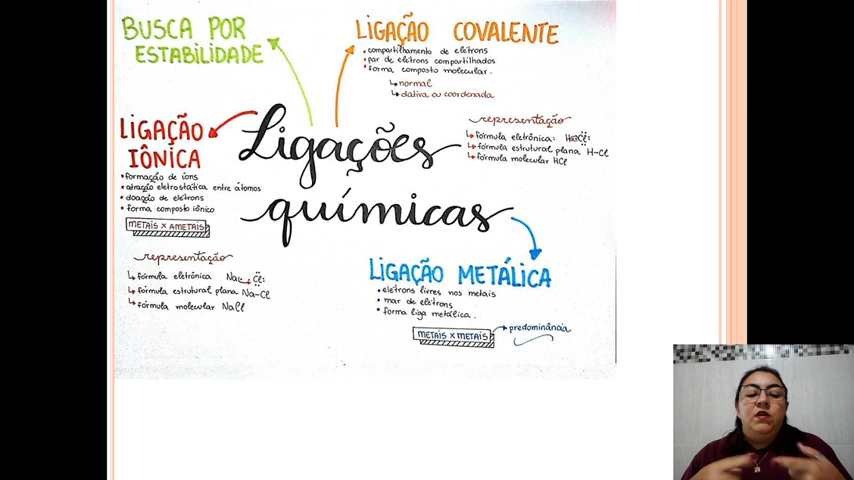 BUSCA POR
ESTABILIDADE
LIGAÇÃO COVALENTE
• compartilhamento de elétrons
• par de elétrons compartilhados
• forma composto molecular.
↳ normal
↳ dativa ou coordenada
representação
↳ fórmula eletrônica: H Cl
↳ fórmula estrutural plana H-Cl
↳ fórmula molecular HCl
Ligações
químicas
LIGAÇÃO
IÔNICA
• formação de íons
• atração eletrostática entre átomos
• doação de elétrons
• forma composto iônico
METAIS X AMETAIS
representação
↳ fórmula eletrônica Na Cl
↳ fórmula estrutural plana Na-Cl
↳ fórmula molecular NaCl
LIGAÇÃO METÁLICA
• elétrons livres nos metais
• mar de elétrons
• forma liga metálica.
METAIS X METAIS → predominância